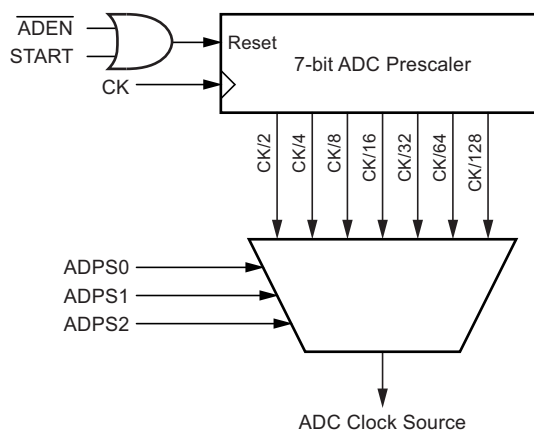 ADEN
START
Reset
7-bit ADC Prescaler
CK
CK/2
CK/4
CK/8
CK/16
CK/32
CK/64
CK/128
ADPS0
ADPS1
ADPS2
ADC Clock Source